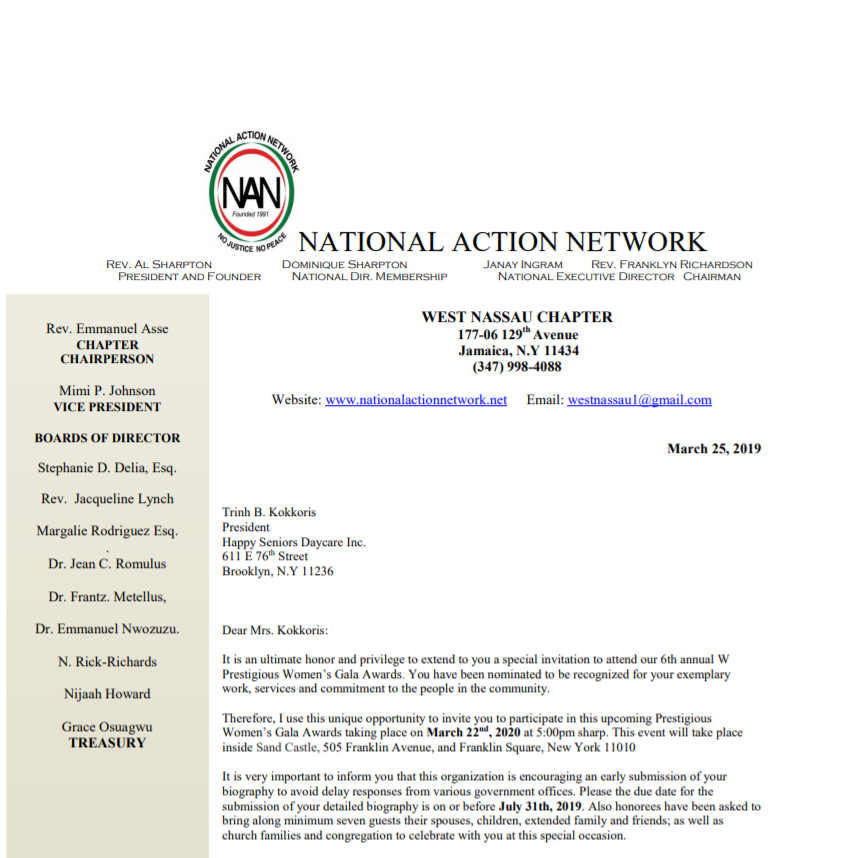 NATIONAL ACTION NETWORK
NAN
Founded 1991
NO JUSTICE NO PEACE
NATIONAL ACTION NETWORK
REV. AL SHARPTON DOMINIQUE SHARPTON JANAY INGRAM REV. FRANKLYN RICHARDSON
PRESIDENT AND FOUNDER NATIONAL DIR. MEMBERSHIP NATIONAL EXECUTIVE DIRECTOR CHAIRMAN
Rev. Emmanuel Asse
CHAPTER
CHAIRPERSON
Mimi P. Johnson
VICE PRESIDENT
BOARDS OF DIRECTOR
Stephanie D. Delia, Esq.
Rev. Jacqueline Lynch
Margalie Rodriguez Esq.
.
Dr. Jean C. Romulus
Dr. Frantz. Metellus,
Dr. Emmanuel Nwozuzu.
N. Rick-Richards
Nijaah Howard
Grace Osuagwu
TREASURY
WEST NASSAU CHAPTER
177-06 129th Avenue
Jamaica, N.Y 11434
(347) 998-4088
Website: www.nationalactionnetwork.net Email: westnassau1@gmail.com
March 25, 2019
Trinh B. Kokkoris
President
Happy Seniors Daycare Inc.
611 E 76th Street
Brooklyn, N.Y 11236
Dear Mrs. Kokkoris:
It is an ultimate honor and privilege to extend to you a special invitation to attend our 6th annual W
Prestigious Women's Gala Awards. You have been nominated to be recognized for your exemplary
work, services and commitment to the people in the community.
Therefore, I use this unique opportunity to invite you to participate in this upcoming Prestigious
Women's Gala Awards taking place on March 22nd, 2020 at 5:00pm sharp. This event will take place
inside Sand Castle, 505 Franklin Avenue, and Franklin Square, New York 11010
It is very important to inform you that this organization is encouraging an early submission of your
biography to avoid delay responses from various government offices. Please the due date for the
submission of your detailed biography is on or before July 31th, 2019. Also honorees have been asked to
bring along minimum seven guests their spouses, children, extended family and friends; as well as
church families and congregation to celebrate with you at this special occasion.